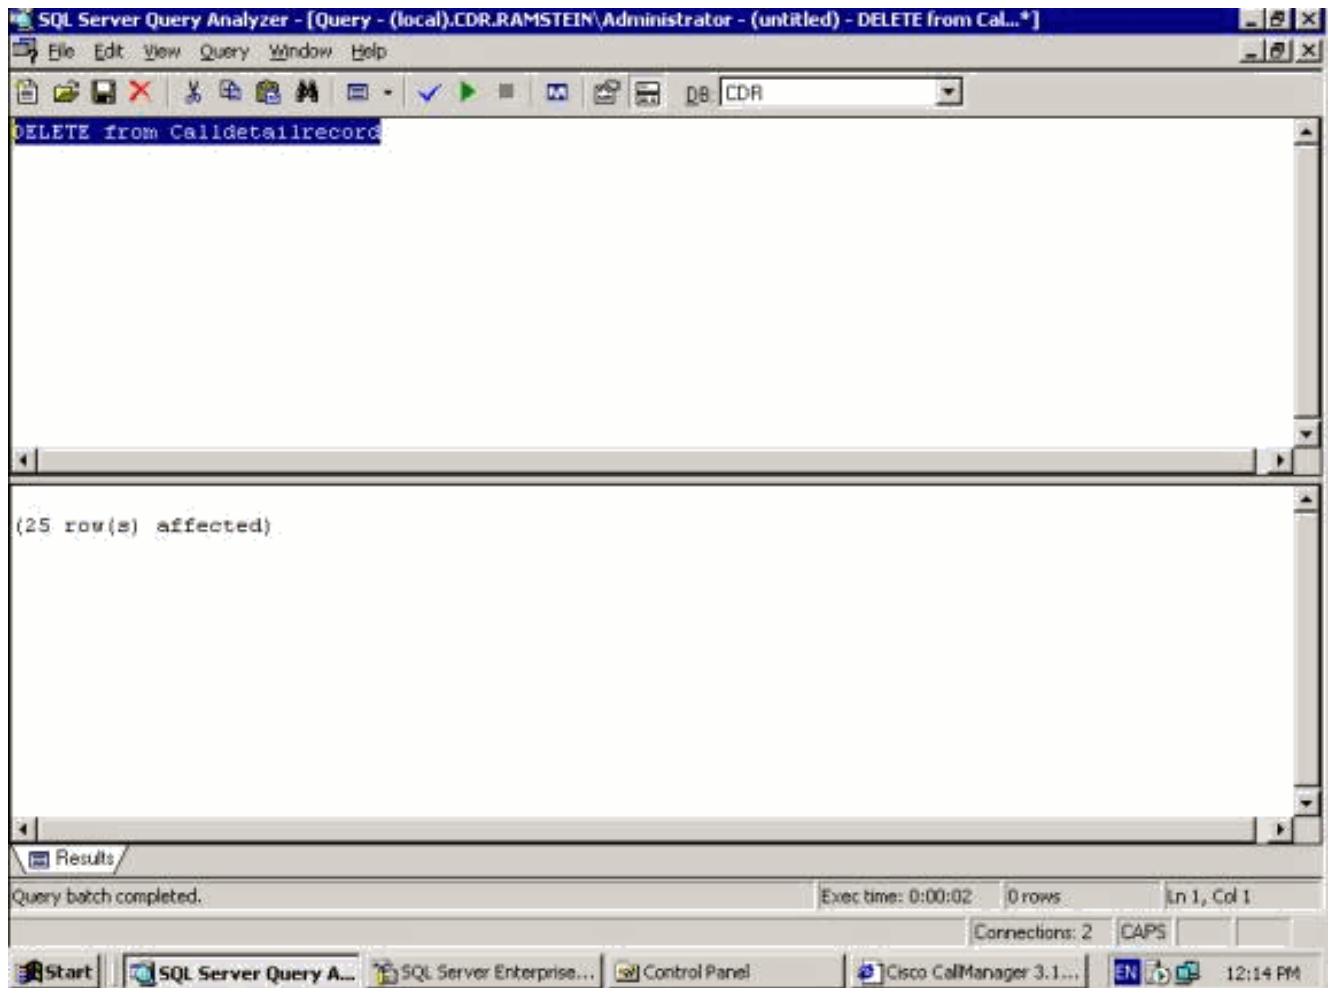 SQL Server Query Analyzer - [Query - (local).CDR.RAMSTEIN\Administrator - (untitled) - DELETE from Cal...*]
File Edit View Query Window Help
DB: CDR
DELETE from Calldetailrecord
(25 row(s) affected)
Results
Query batch completed. Exec time: 0:00:02 0 rows Ln 1, Col 1
Connections: 2 CAPS
Start SQL Server Query A... SQL Server Enterprise... Control Panel Cisco CallManager 3.1... EN 12:14 PM